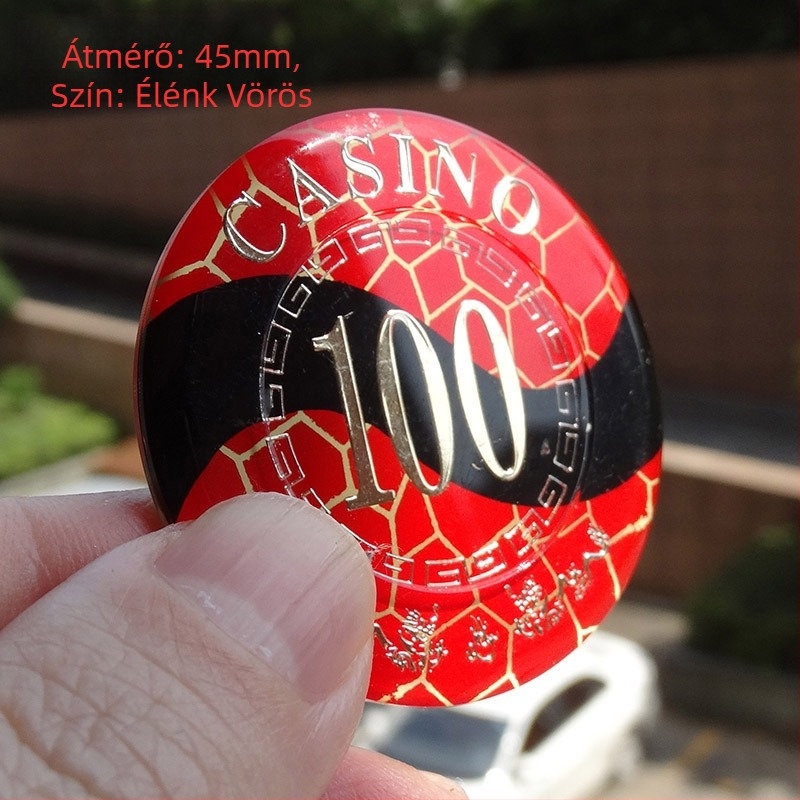 Átmérő: 45mm,
Szín: Élénk Vörös
CASINO
100